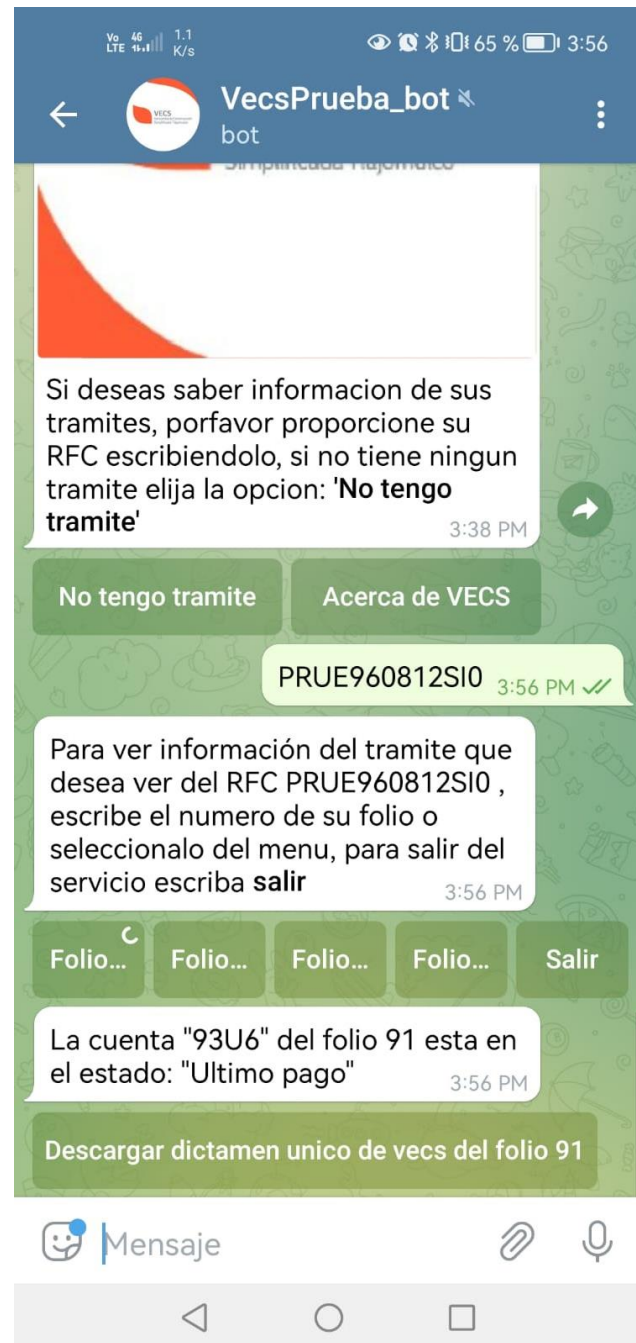 Vo LTE 4G 1.1 K/s 65 % 3:56
VecsPrueba_bot
bot
VECS
Si deseas saber informacion de sus
tramites, porfavor proporcione su
RFC escribiendolo, si no tiene ningun
tramite elija la opcion: 'No tengo
tramite'
3:38 PM
No tengo tramite
Acerca de VECS
PRUE960812SI0 3:56 PM
Para ver información del tramite que
desea ver del RFC PRUE960812SI0 ,
escribe el numero de su folio o
seleccionalo del menu, para salir del
servicio escriba salir
3:56 PM
Folio... Folio... Folio... Folio... Salir
La cuenta "93U6" del folio 91 esta en
el estado: "Ultimo pago"
3:56 PM
Descargar dictamen unico de vecs del folio 91
Mensaje